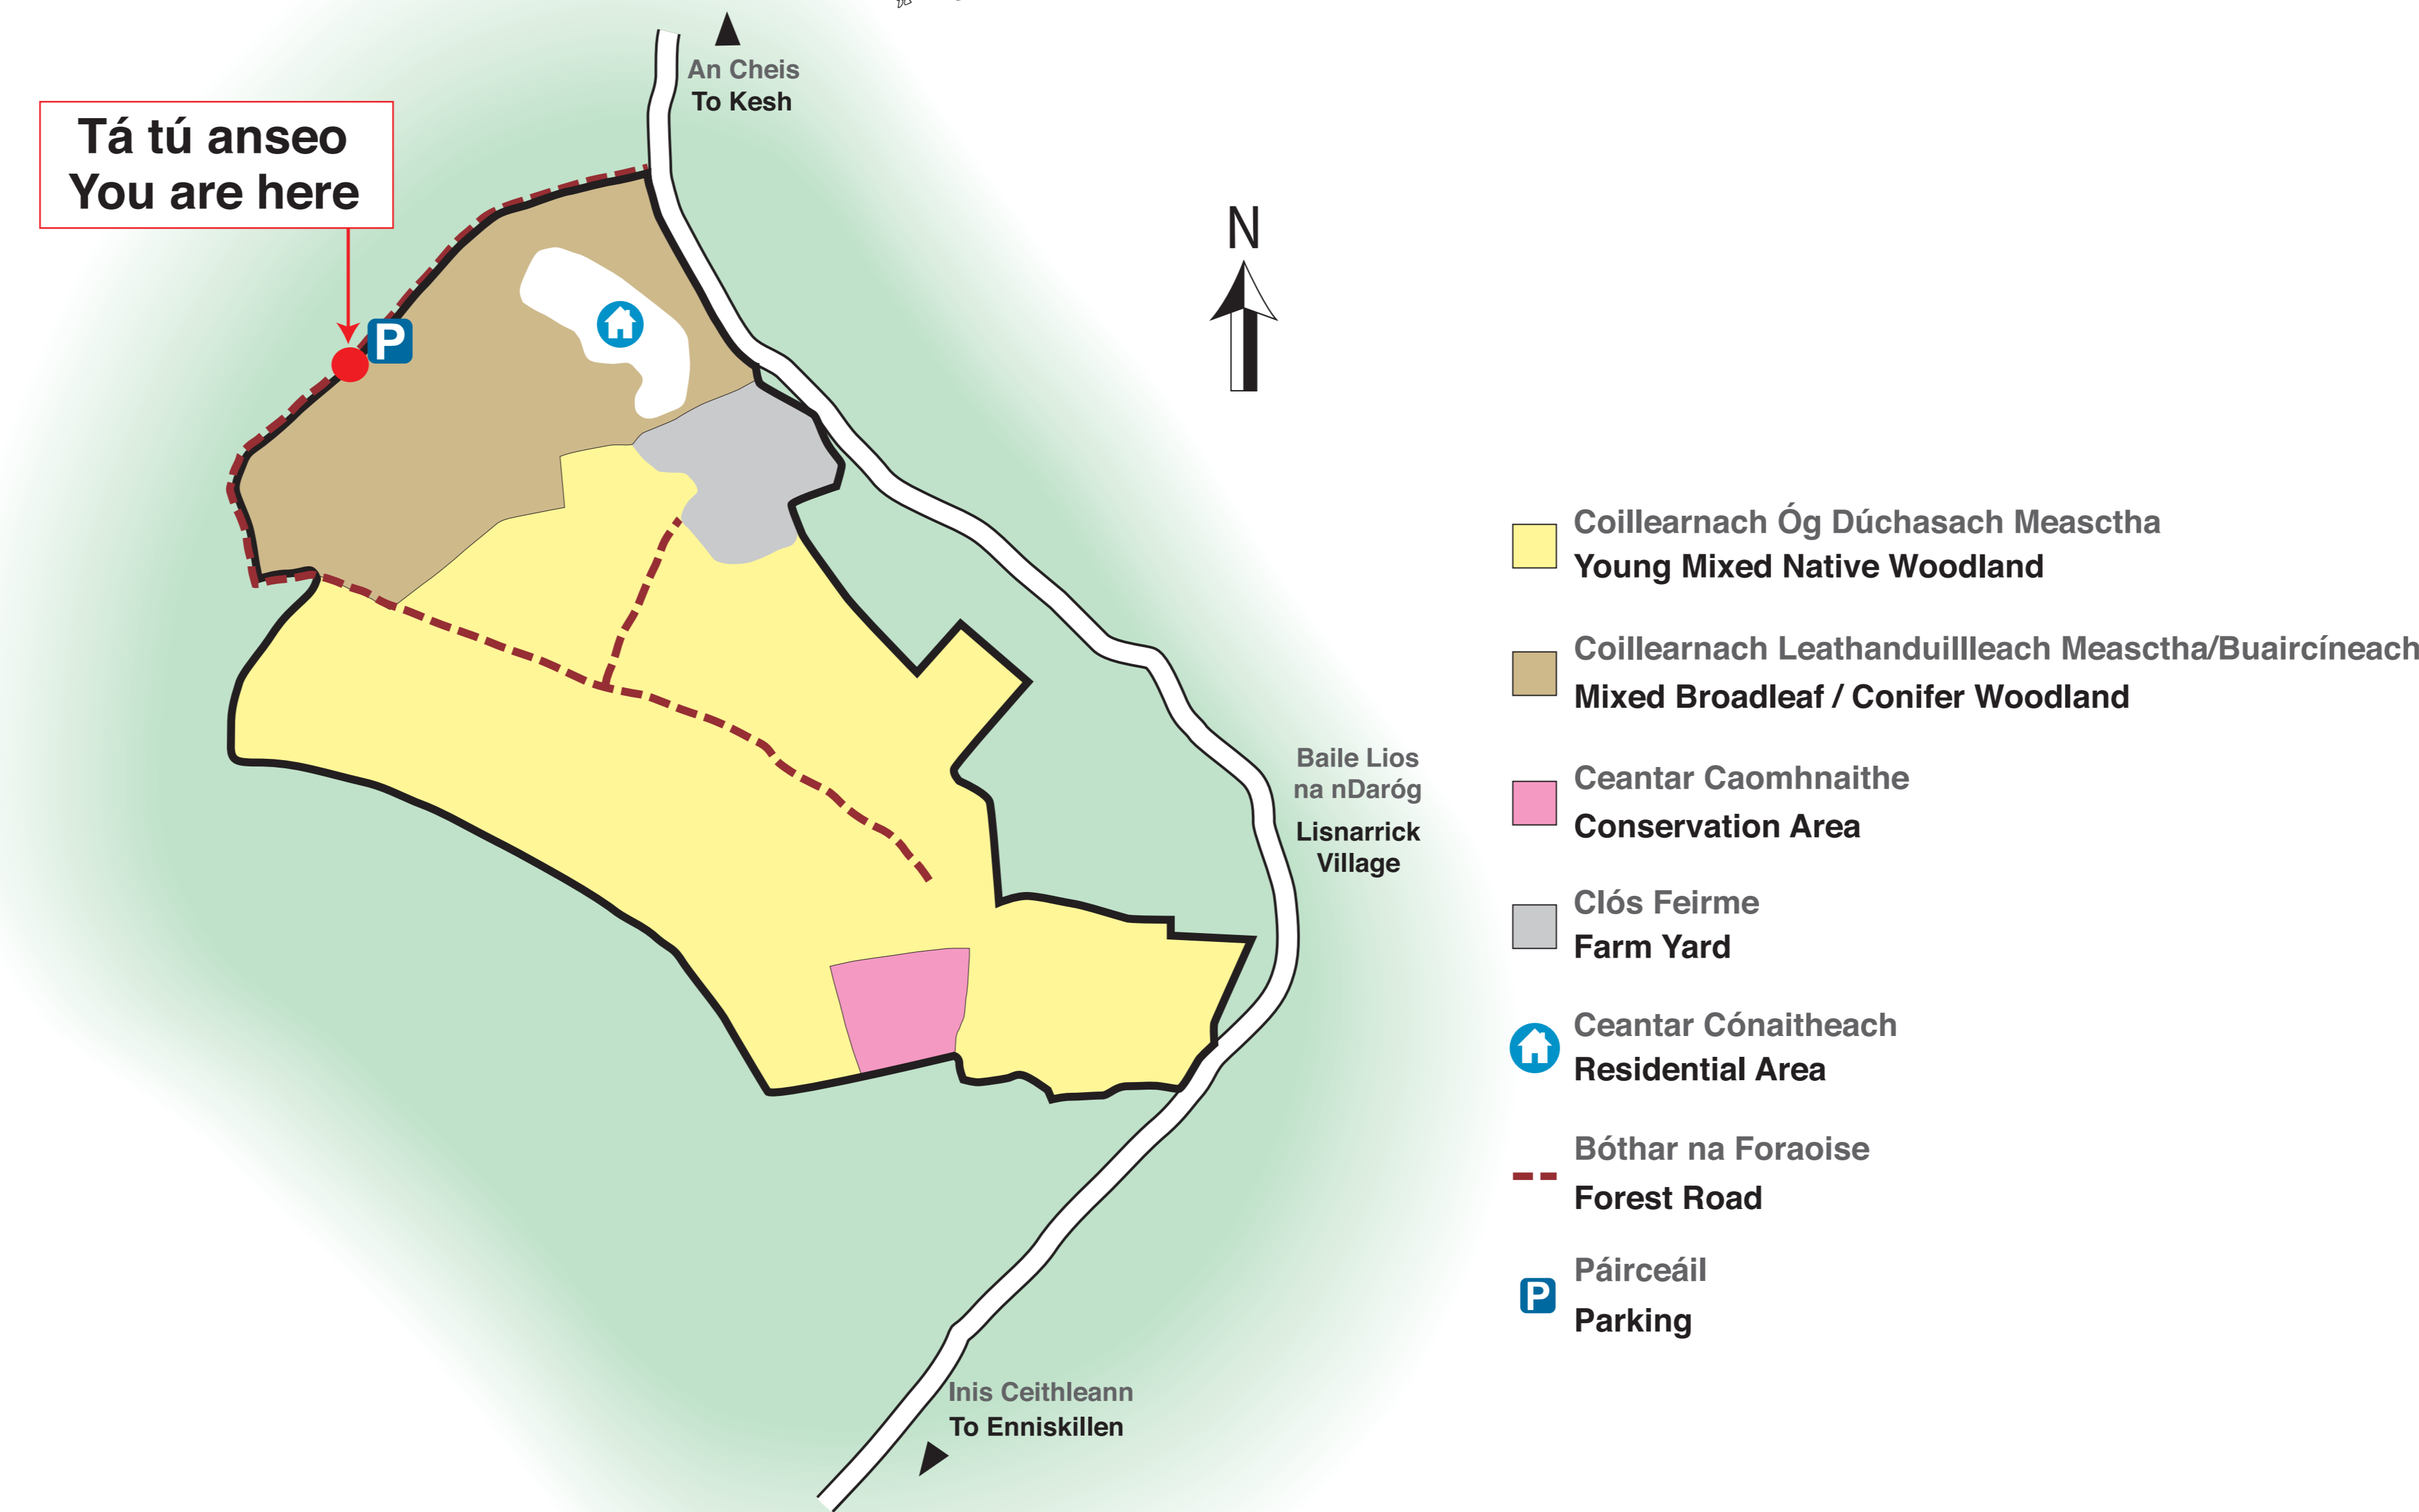 An Cheis
To Kesh
Tá tú anseo
You are here
P
N
Baile Lios
na nDaróg
Lisnarrick
Village
Inis Ceithleann
To Enniskillen
Coillearnach Óg Dúchasach Measctha
Young Mixed Native Woodland
Coillearnach Leathanduillleach Measctha/Buaircíneach
Mixed Broadleaf / Conifer Woodland
Ceantar Caomhnaithe
Conservation Area
Clós Feirme
Farm Yard
Ceantar Cónaitheach
Residential Area
Bóthar na Foraoise
Forest Road
P
Páirceáil
Parking